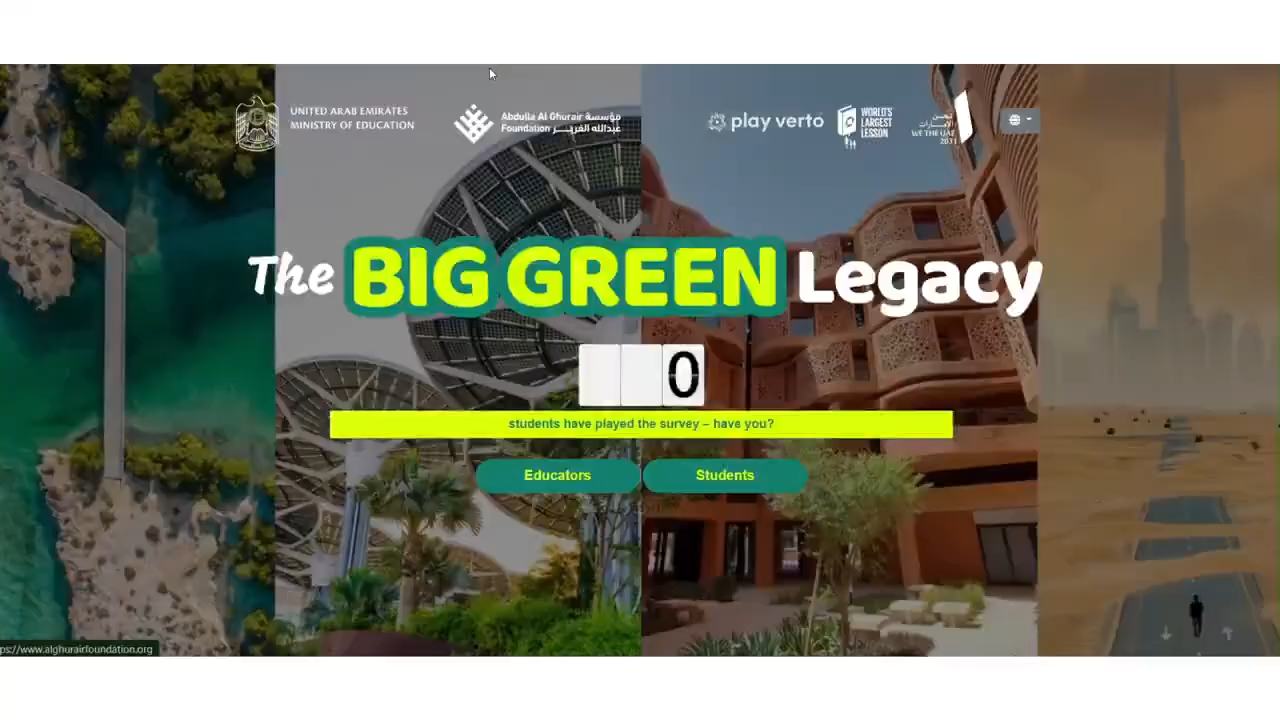 UNITED ARAB EMIRATES
MINISTRY OF EDUCATION
مؤسسة عبدالله الغرير
Abdulla Al Ghurair
Foundation
play verto
WORLD'S
LARGEST
LESSON
نحن
الإمارات
WE THE UAE
2031
The BIG GREEN Legacy
0
students have played the survey – have you?
Educators
Students
ps://www.alghurairfoundation.org